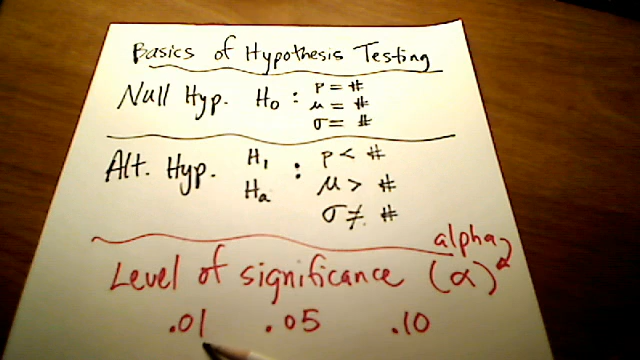 Basics of Hypothesis Testing
Null Hyp. H0 : p = #
μ = #
σ = #
Alt. Hyp. H1 : p < #
Ha μ > #
σ ≠ #
alpha
Level of significance (α)
.01 .05 .10